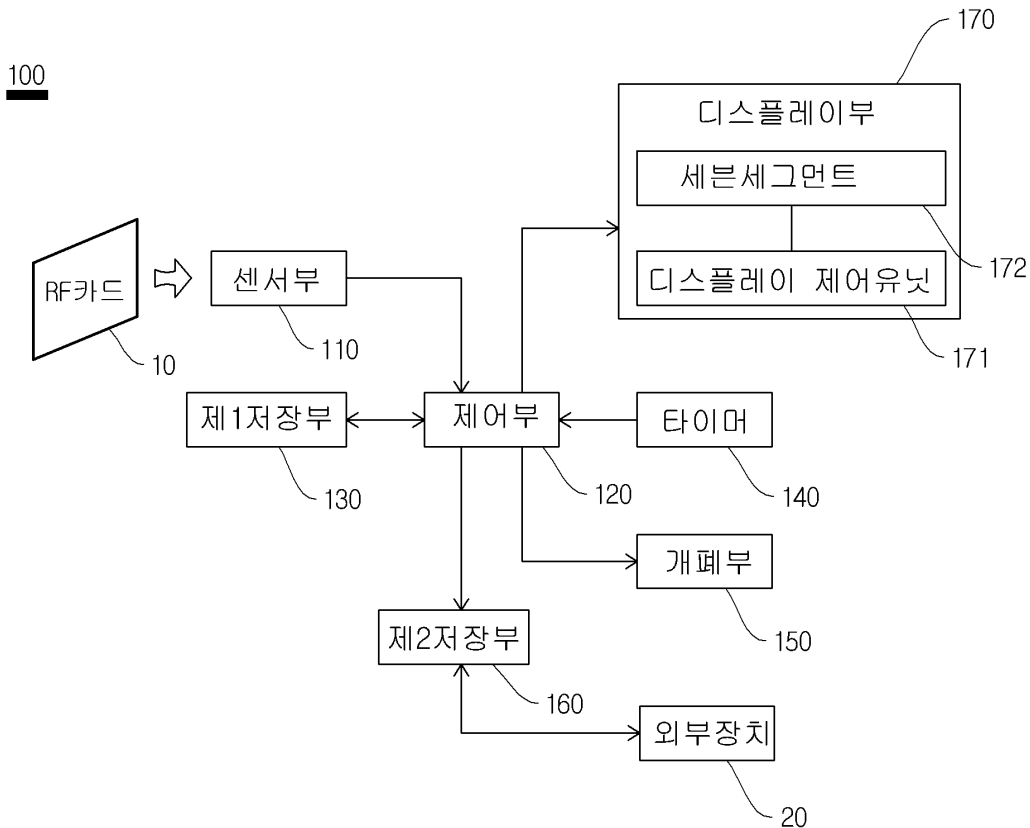 170
100
디스플레이부
세븐세그먼트
172
RF카드
센서부
디스플레이 제어유닛
10
110
171
제1저장부
제어부
타이머
130
120
140
개폐부
150
제2저장부
160
외부장치
20